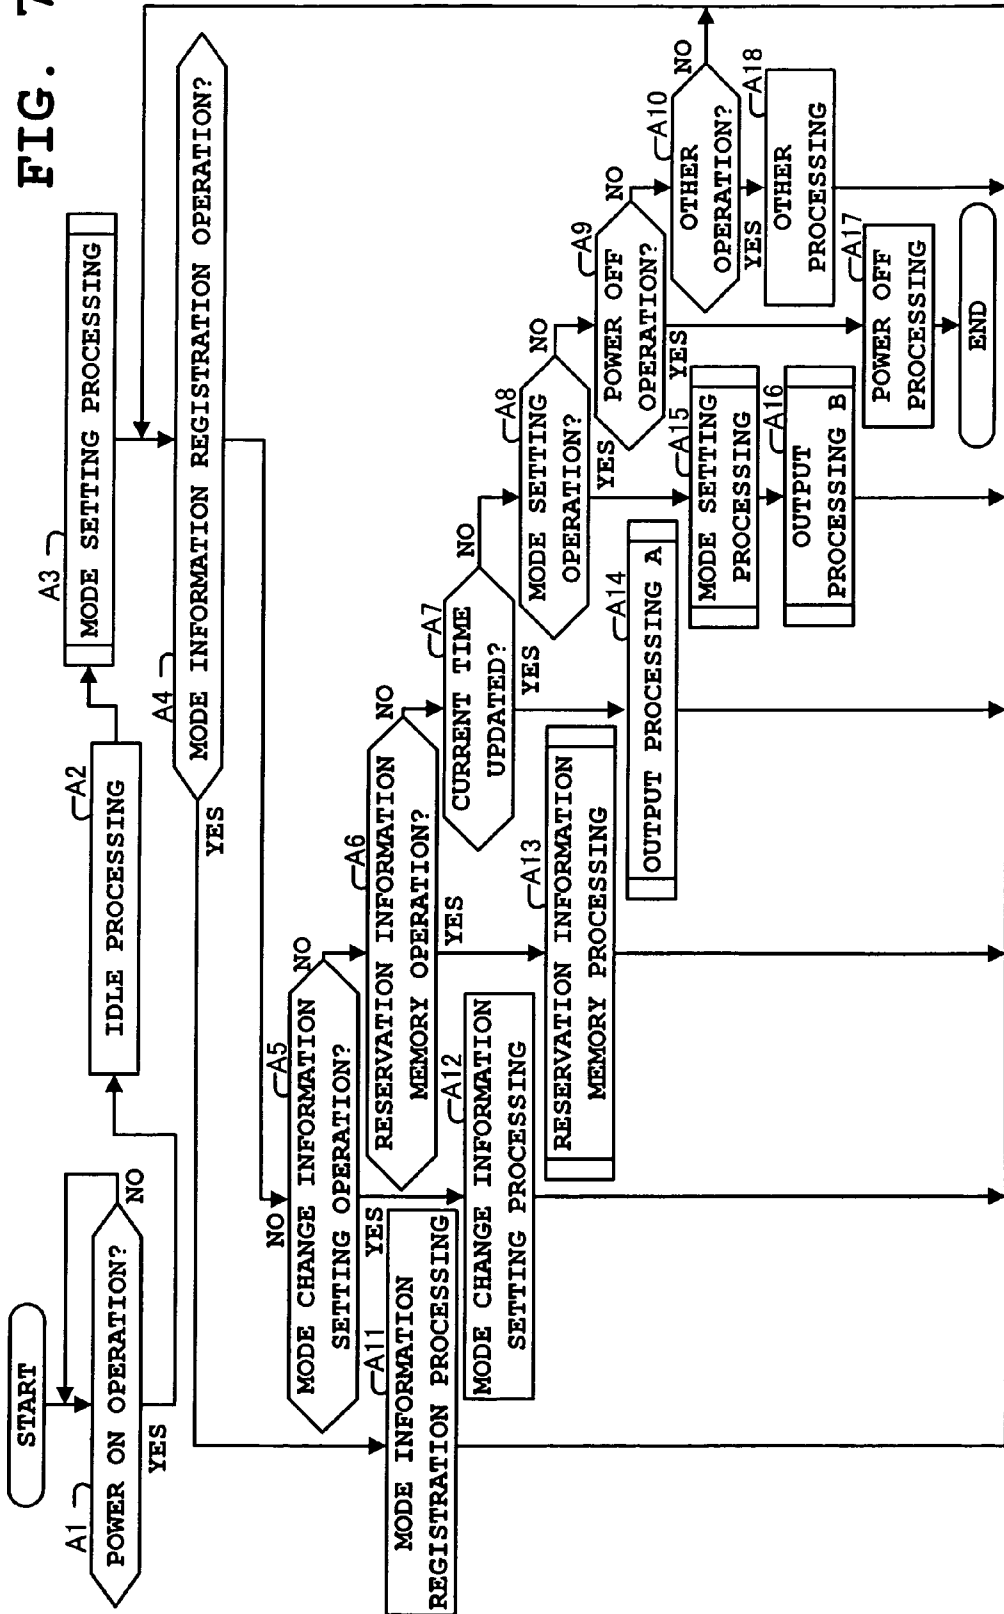 FIG. 7
START
A1
POWER ON OPERATION?
NO
YES
A2
IDLE PROCESSING
A3
MODE SETTING PROCESSING
A4
MODE INFORMATION REGISTRATION OPERATION?
YES
NO
A5
MODE CHANGE INFORMATION
SETTING OPERATION?
NO
YES
A6
RESERVATION INFORMATION
MEMORY OPERATION?
NO
YES
A7
CURRENT TIME
UPDATED?
NO
YES
A8
MODE SETTING
OPERATION?
NO
YES
A9
POWER OFF
OPERATION?
NO
YES
A10
OTHER
OPERATION?
NO
YES
A11
MODE INFORMATION
REGISTRATION PROCESSING
A12
MODE CHANGE INFORMATION
SETTING PROCESSING
A13
RESERVATION INFORMATION
MEMORY PROCESSING
A14
OUTPUT PROCESSING A
A15
MODE SETTING
PROCESSING
A16
OUTPUT
PROCESSING B
A17
POWER OFF
PROCESSING
A18
OTHER
PROCESSING
END